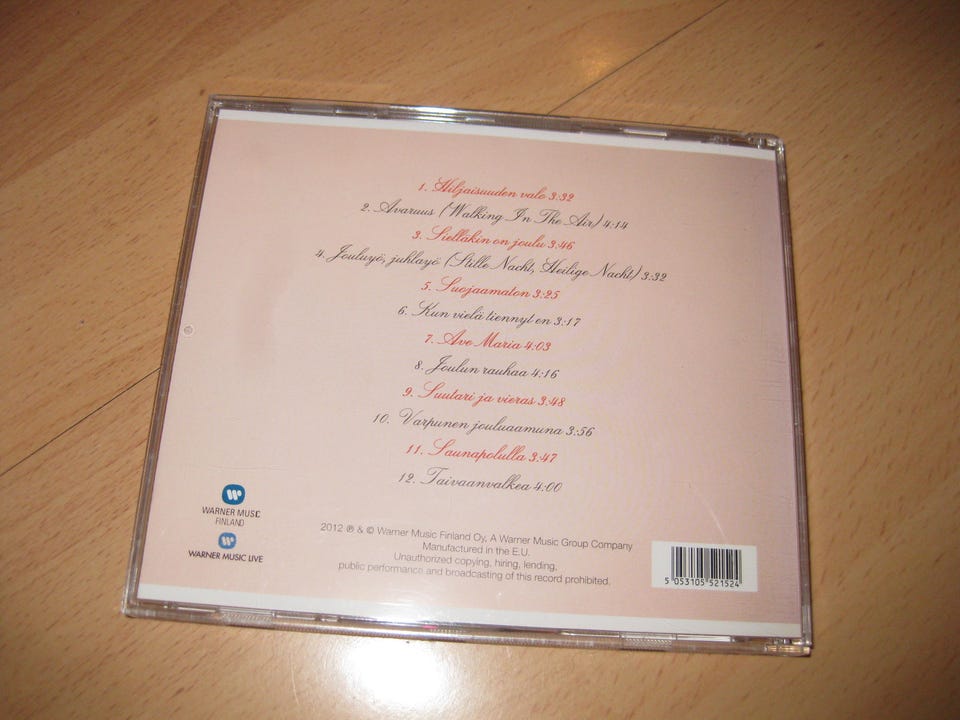 1. Hiljaisuuden valo 3:32
2. Avaruus (Walking In The Air) 4:14
3. Sielläkin on joulu 3:46
4. Jouluyö, juhlayö (Stille Nacht, Heilige Nacht) 3:32
5. Suojaamaton 3:25
6. Kun vielä tiennyt en 3:17
7. Ave Maria 4:03
8. Joulun rauhaa 4:16
9. Suutari ja vieras 3:48
10. Varpunen jouluaamuna 3:56
11. Saunapolulla 3:47
12. Taivaanvalkea 4:00
WARNER MUSIC
FINLAND
WARNER MUSIC LIVE
2012 ℗ & © Warner Music Finland Oy, A Warner Music Group Company
Manufactured in the E.U.
Unauthorized copying, hiring, lending,
public performance and broadcasting of this record prohibited.
5 053105 521524